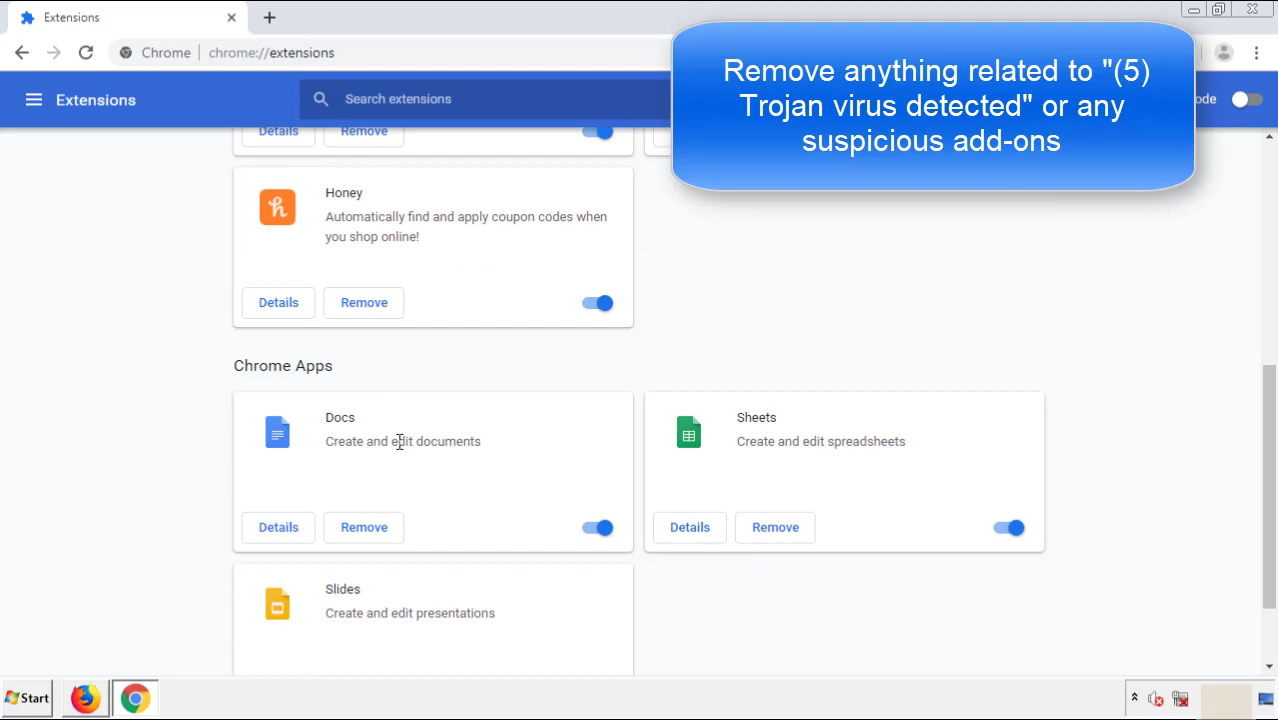 Extensions
Chrome
chrome://extensions
Extensions
Search extensions
ode
Remove anything related to "(5)
Trojan virus detected" or any
suspicious add-ons
Details
Remove
Honey
Automatically find and apply coupon codes when
you shop online!
Details
Remove
Chrome Apps
Docs
Create and edit documents
Details
Remove
Sheets
Create and edit spreadsheets
Details
Remove
Slides
Create and edit presentations
Start